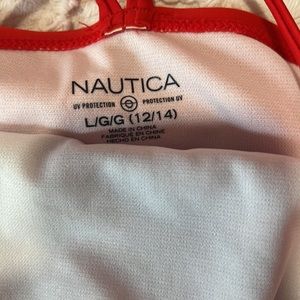 NAUTICA
UV PROTECTION PROTECTION UV
L/G/G (12/14)
MADE IN CHINA
FABRIQUÉ EN CHINE
HECHO EN CHINA